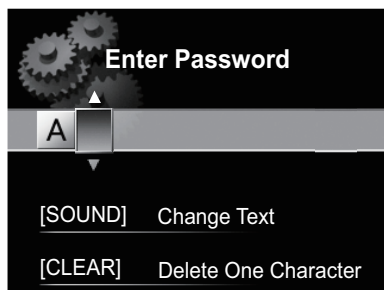 Enter Password
A
[SOUND] Change Text
[CLEAR] Delete One Character